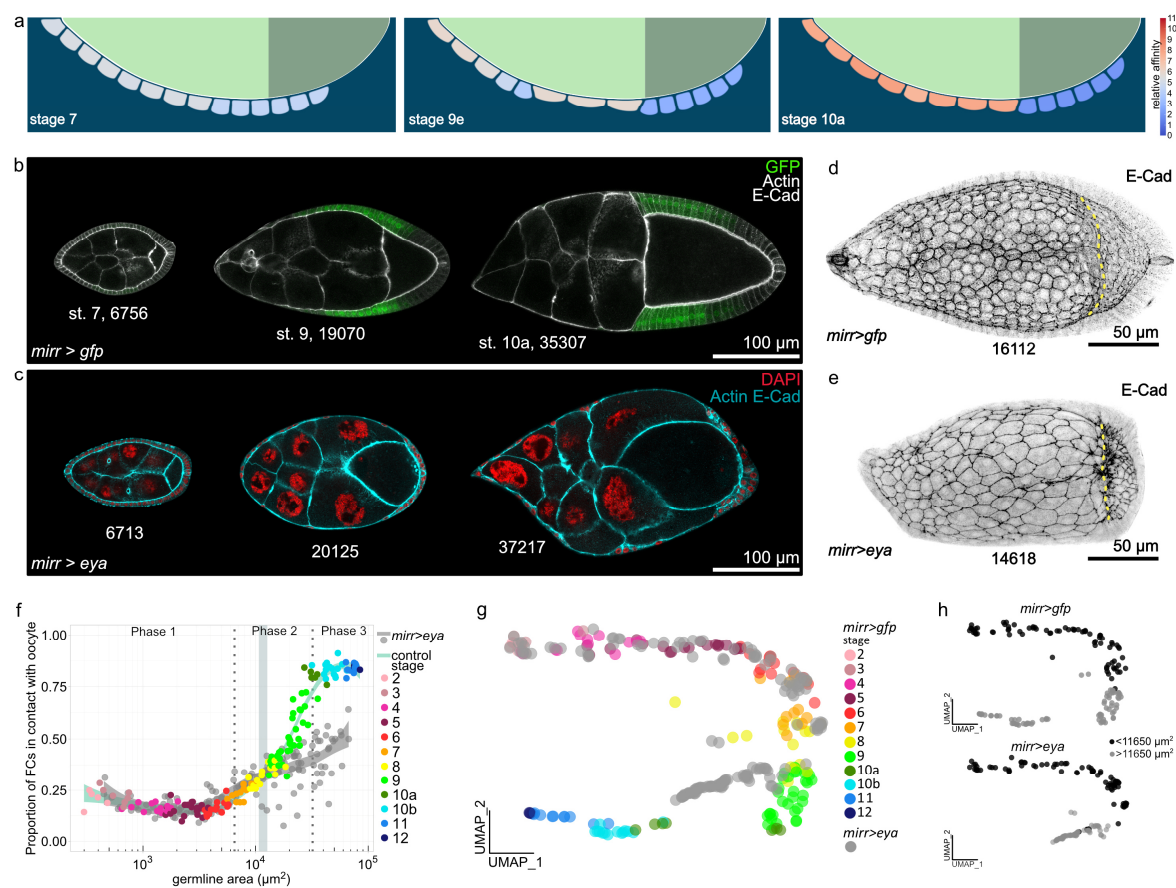 a
stage 7
stage 9e
stage 10a
11
10
9
8
7
6
5
4
3
2
1
0
relative affinity
b
GFP
Actin
E-Cad
st. 7, 6756
st. 9, 19070
st. 10a, 35307
mirr > gfp
100 µm
c
DAPI
Actin E-Cad
6713
20125
37217
mirr > eya
100 µm
d
E-Cad
mirr>gfp
16112
50 µm
e
E-Cad
mirr>eya
14618
50 µm
f
Phase 1
Phase 2
Phase 3
1.00
0.75
0.50
0.25
0.00
Proportion of FCs in contact with oocyte
10³
10⁴
10⁵
germline area (µm²)
mirr>eya
control
stage
2
3
4
5
6
7
8
9
10a
10b
11
12
g
UMAP_2
UMAP_1
mirr>gfp
stage
2
3
4
5
6
7
8
9
10a
10b
11
12
mirr>eya
h
mirr>gfp
UMAP_2
UMAP_1
<11650 µm²
>11650 µm²
mirr>eya
UMAP_2
UMAP_1